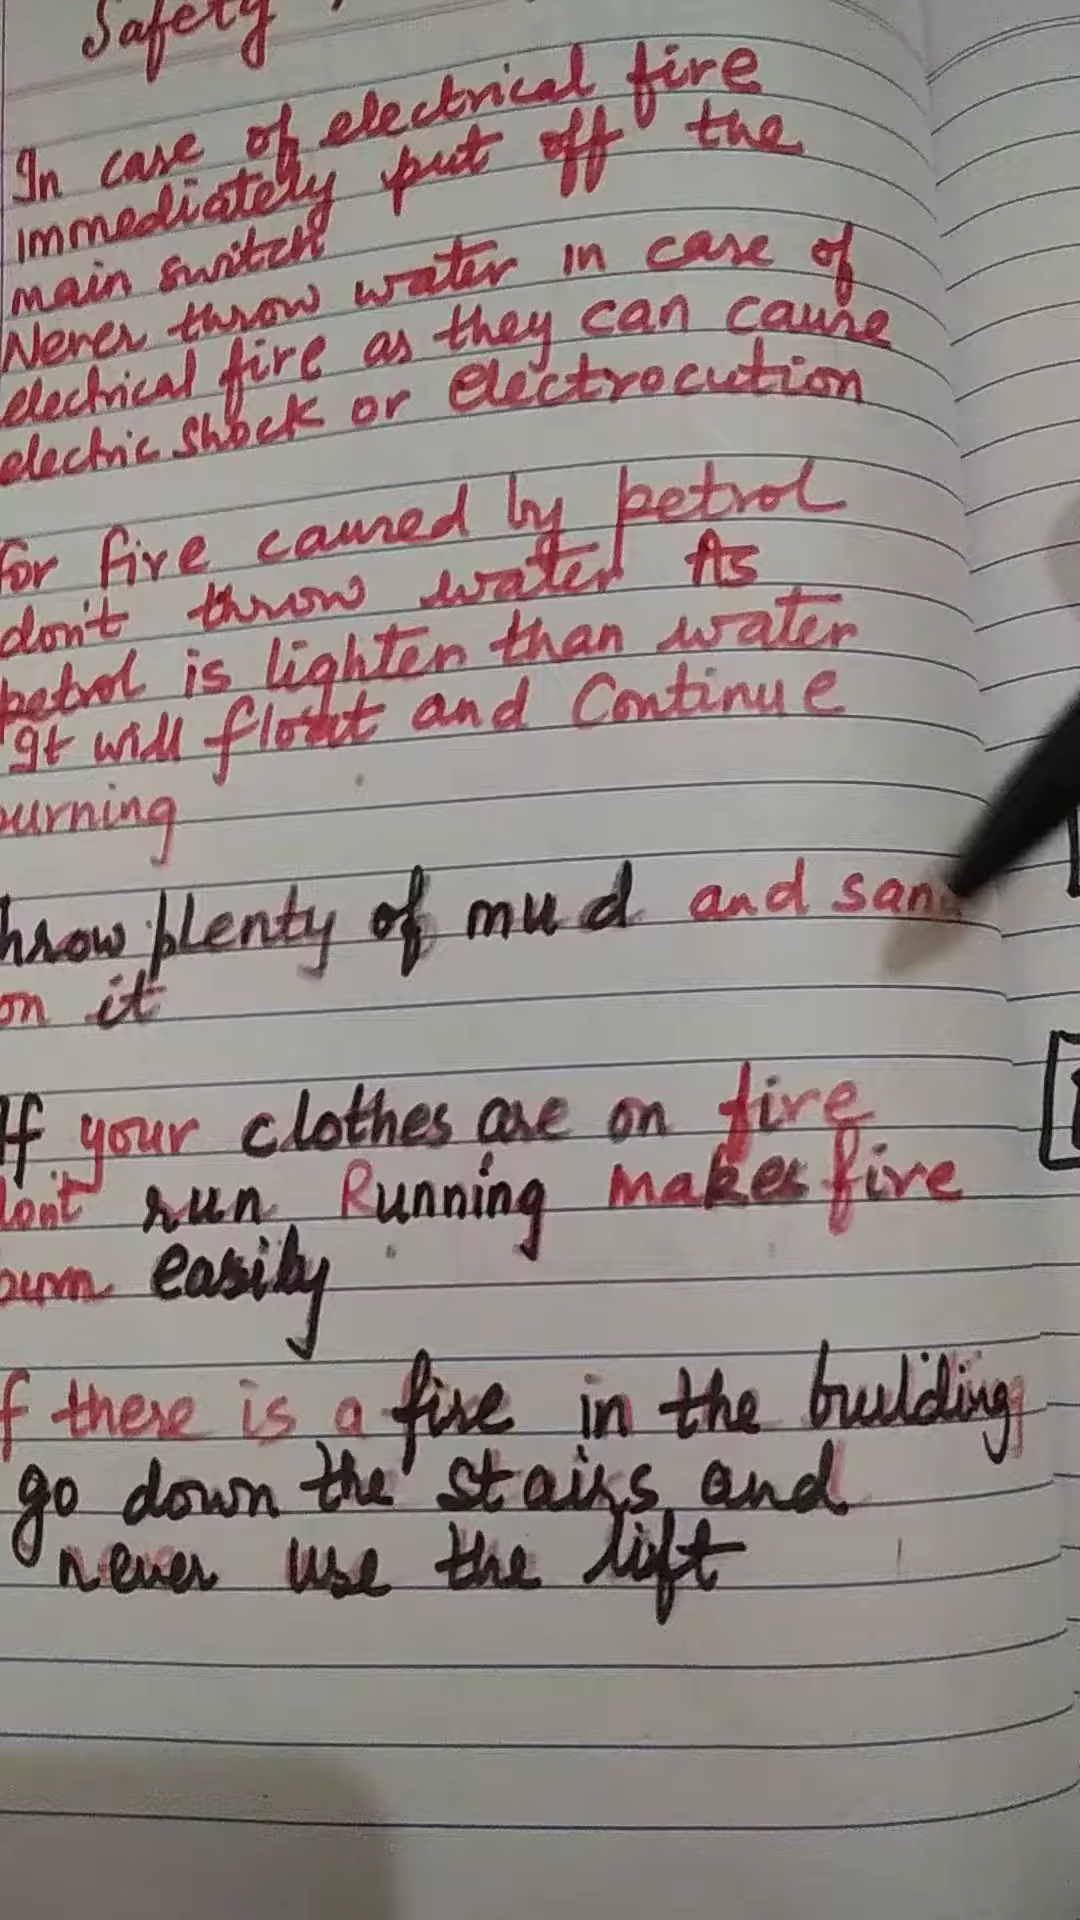 Safety
In case of electrical fire
immediately put off the
main switch
Never throw water in case of
electrical fire as they can cause
electric shock or electrocution
For fire caused by petrol
don't throw water As
petrol is lighter than water
It will float and Continue
burning
hrow plenty of mud and san
on it
If your clothes are on fire
dont run Running makes fire
burn easily
f there is a fire in the building
go down the stairs and
never use the lift